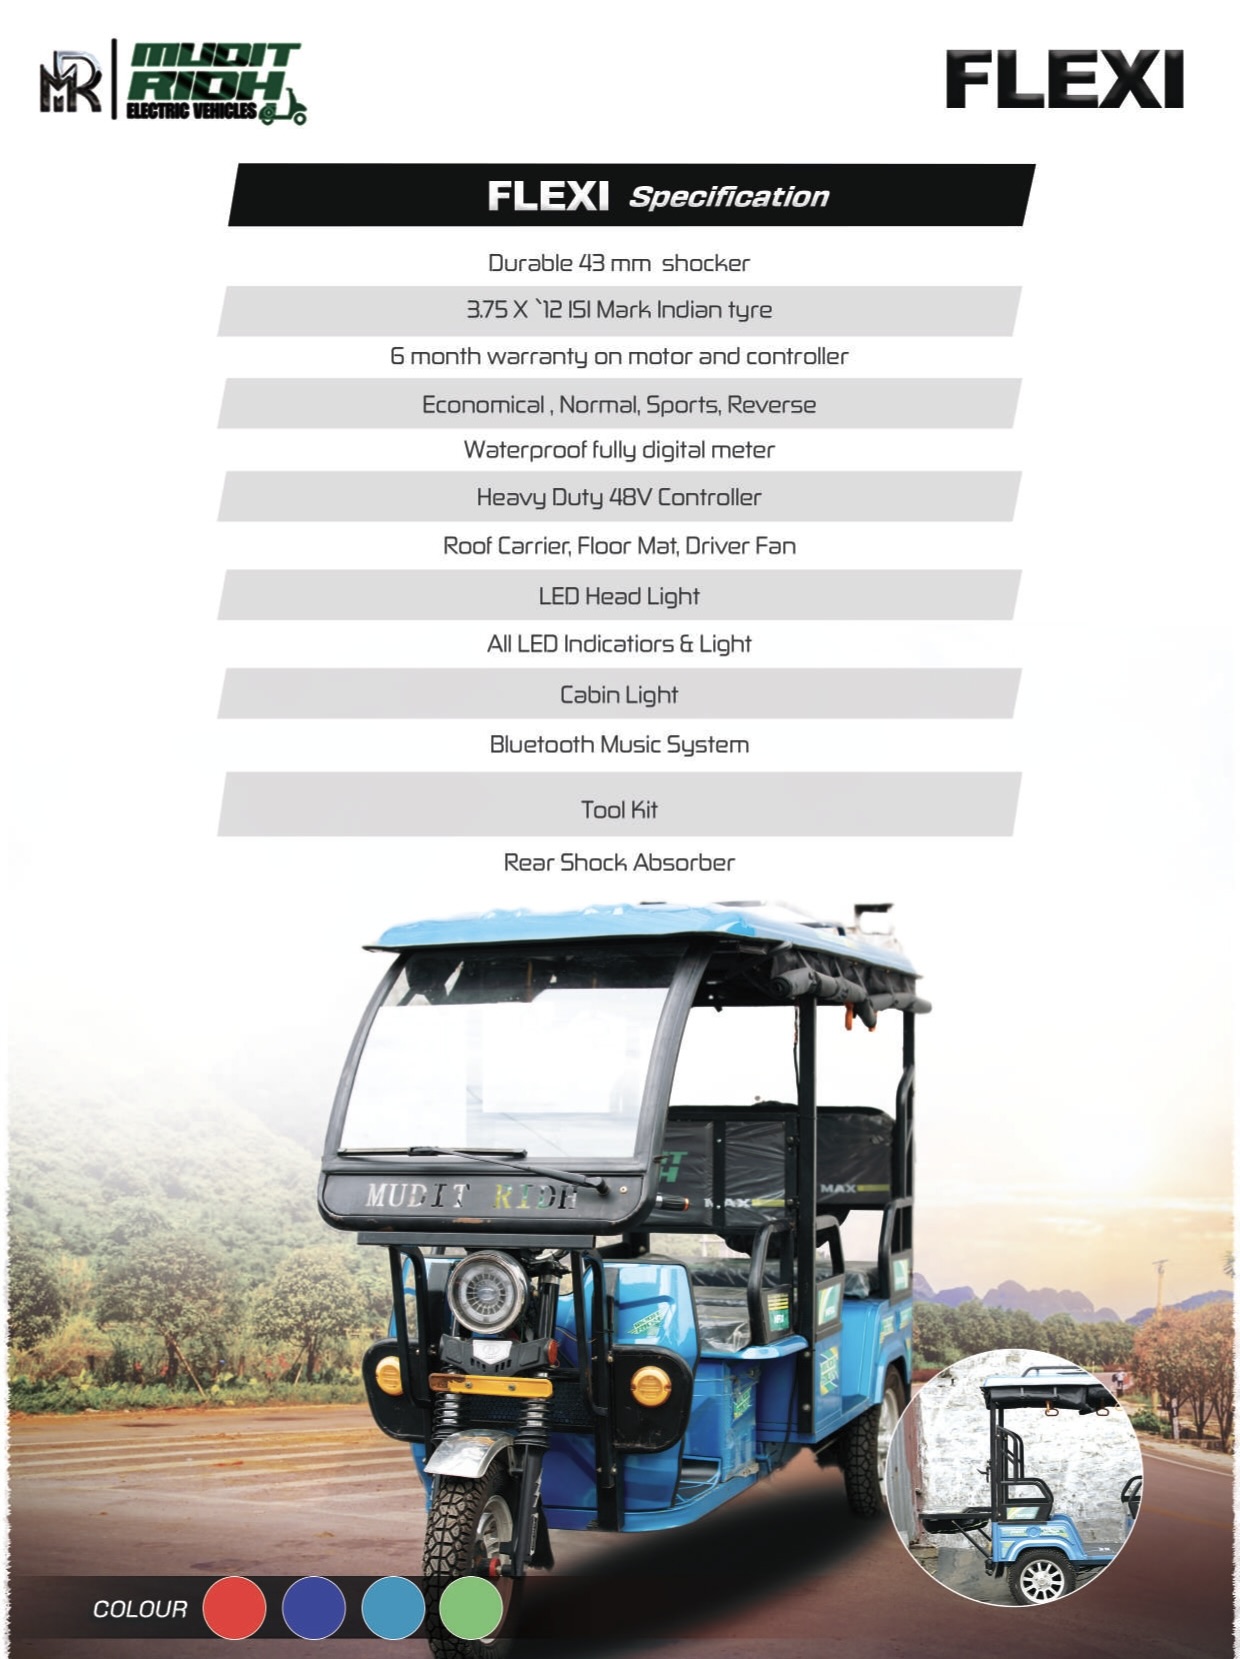 MR
MUDIT
RIDH
ELECTRIC VEHICLES
FLEXI
FLEXI Specification
Durable 43 mm shocker
3.75 X `12 ISI Mark Indian tyre
6 month warranty on motor and controller
Economical , Normal, Sports, Reverse
Waterproof fully digital meter
Heavy Duty 48V Controller
Roof Carrier, Floor Mat, Driver Fan
LED Head Light
All LED Indicatiors & Light
Cabin Light
Bluetooth Music System
Tool Kit
Rear Shock Absorber
MUDIT RIDH
MAX
MAX
COLOUR